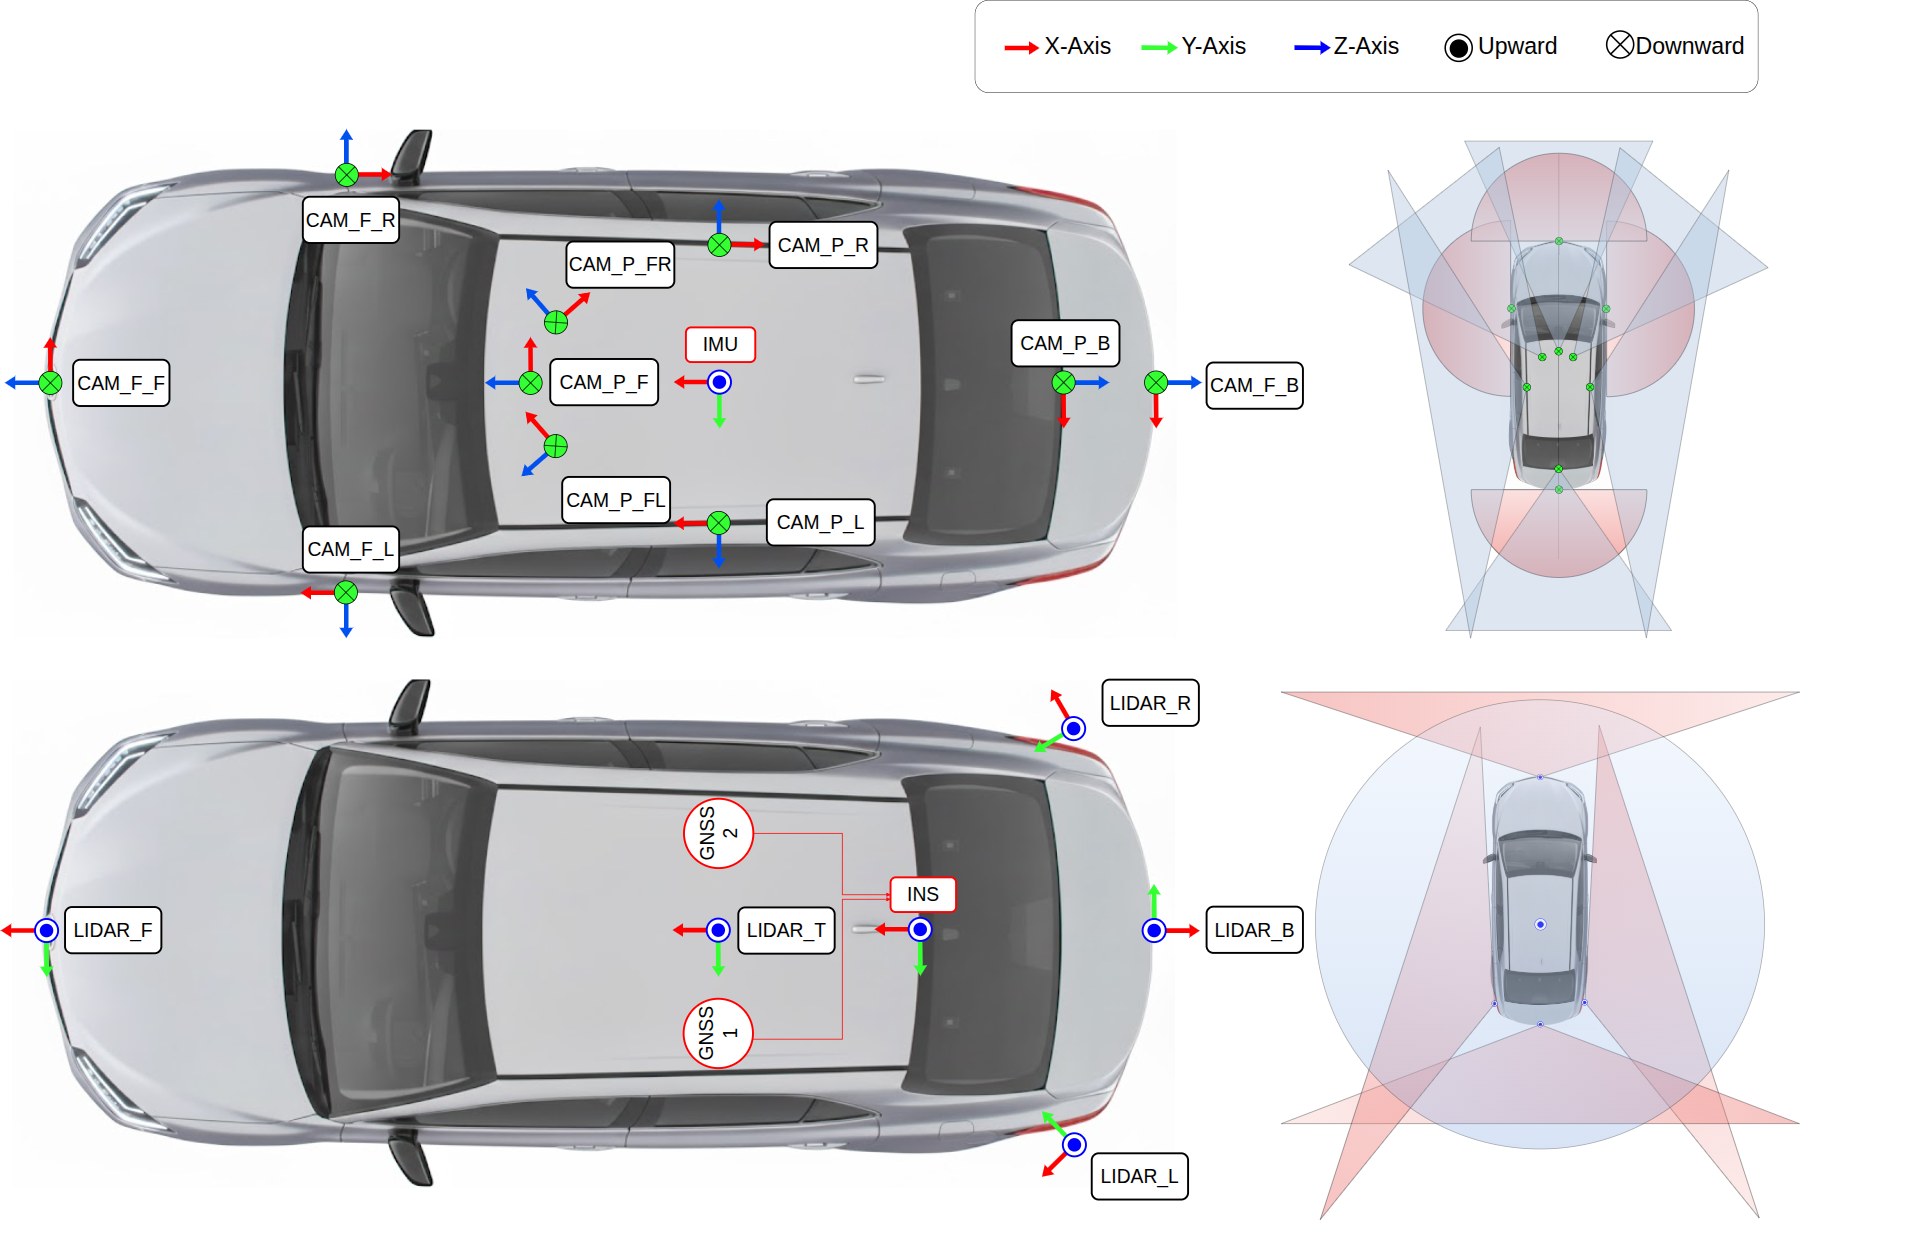 X-Axis
Y-Axis
Z-Axis
Upward
Downward
CAM_F_R
CAM_P_FR
CAM_P_R
IMU
CAM_P_B
CAM_F_F
CAM_P_F
CAM_F_B
CAM_P_FL
CAM_P_L
CAM_F_L
LIDAR_R
GNSS
2
INS
LIDAR_F
LIDAR_T
LIDAR_B
GNSS
1
LIDAR_L